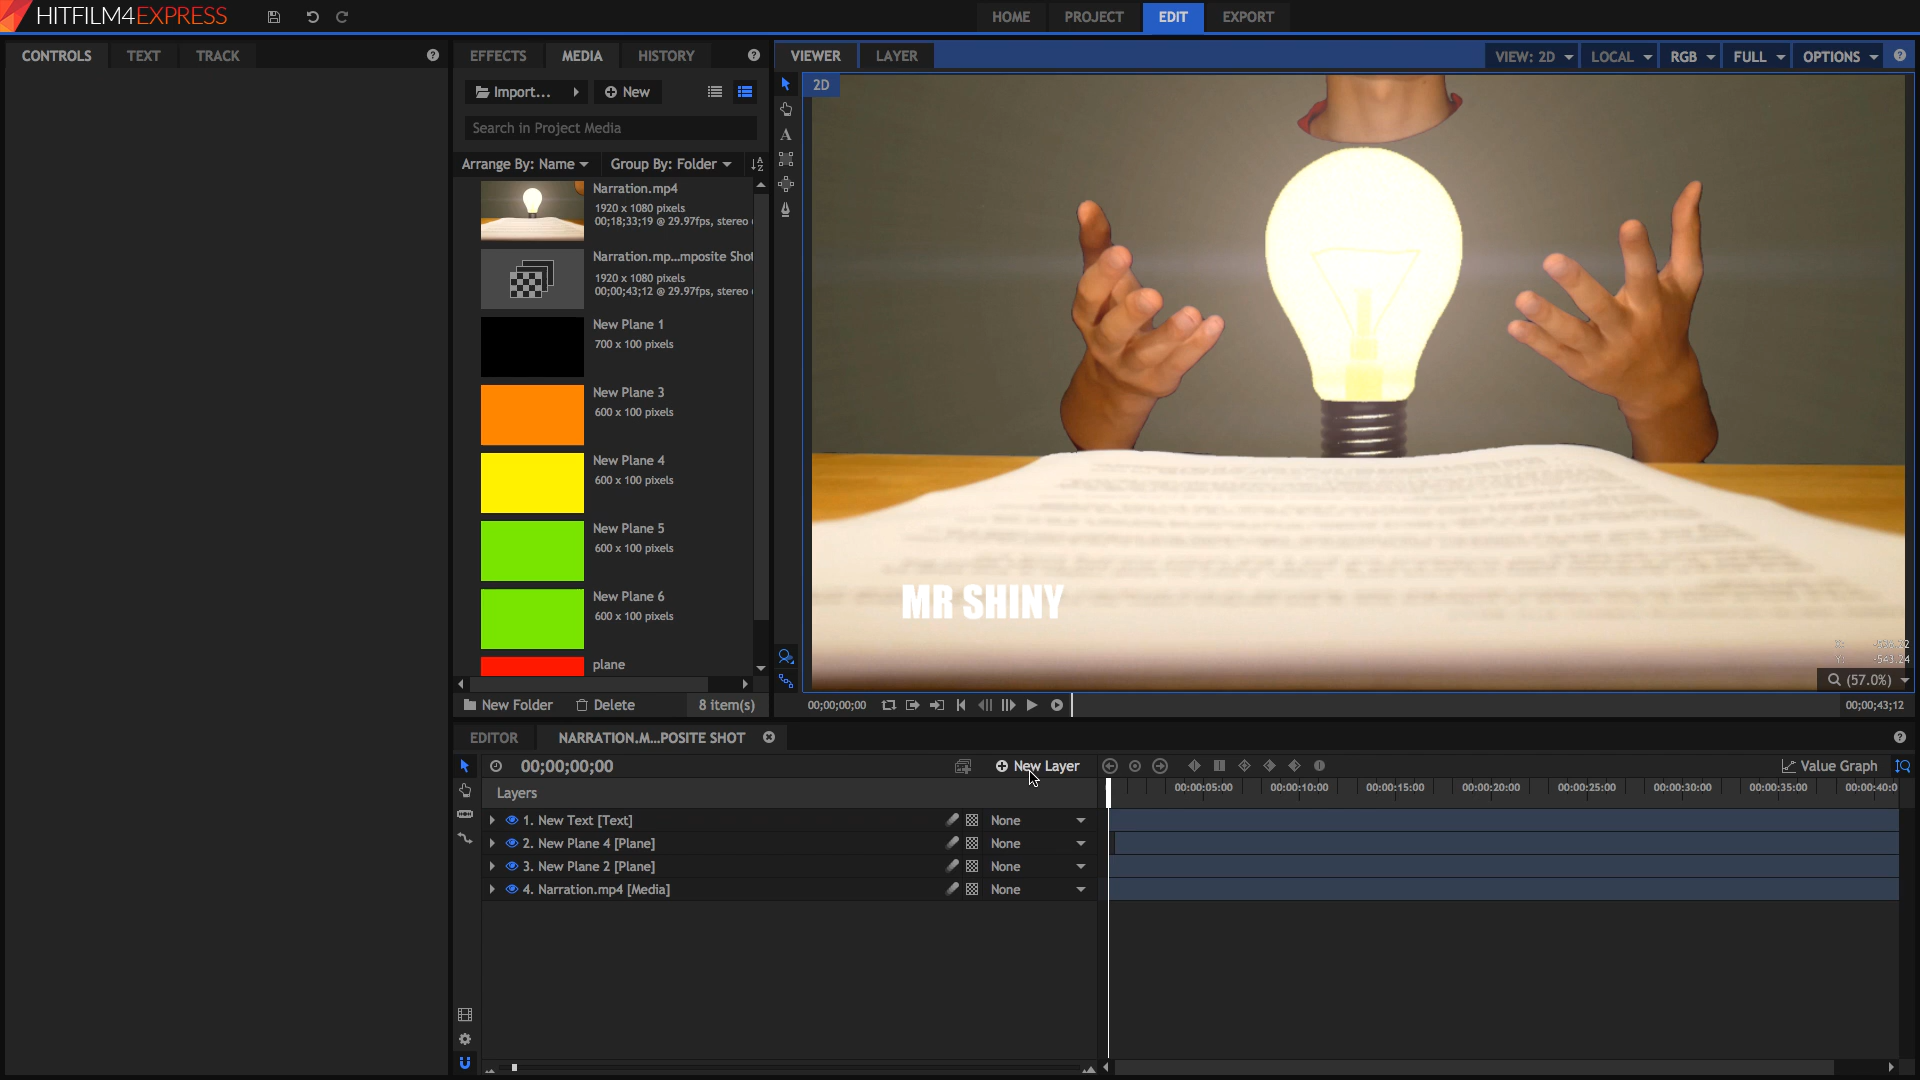 HITFILM4EXPRESS
HOME
PROJECT
EDIT
EXPORT
CONTROLS
TEXT
TRACK
EFFECTS
MEDIA
HISTORY
VIEWER
LAYER
VIEW: 2D
LOCAL
RGB
FULL
OPTIONS
Import...
New
Search in Project Media
Arrange By: Name
Group By: Folder
Narration.mp4
1920 x 1080 pixels
00;18;33;19 @ 29.97fps, stereo
Narration.mp...mposite Shot
1920 x 1080 pixels
00;00;43;12 @ 29.97fps, stereo
New Plane 1
700 x 100 pixels
New Plane 3
600 x 100 pixels
New Plane 4
600 x 100 pixels
New Plane 5
600 x 100 pixels
New Plane 6
600 x 100 pixels
plane
New Folder
Delete
8 item(s)
2D
MR SHINY
X:
Y: -543.24
(57.0%)
00;00;00;00
00;00;43;12
EDITOR
NARRATION.M...POSITE SHOT
00;00;00;00
New Layer
Value Graph
Layers
00:00:05:00
00:00:10:00
00:00:15:00
00:00:20:00
00:00:25:00
00:00:30:00
00:00:35:00
00:00:40:0
1. New Text [Text]
None
2. New Plane 4 [Plane]
None
3. New Plane 2 [Plane]
None
4. Narration.mp4 [Media]
None